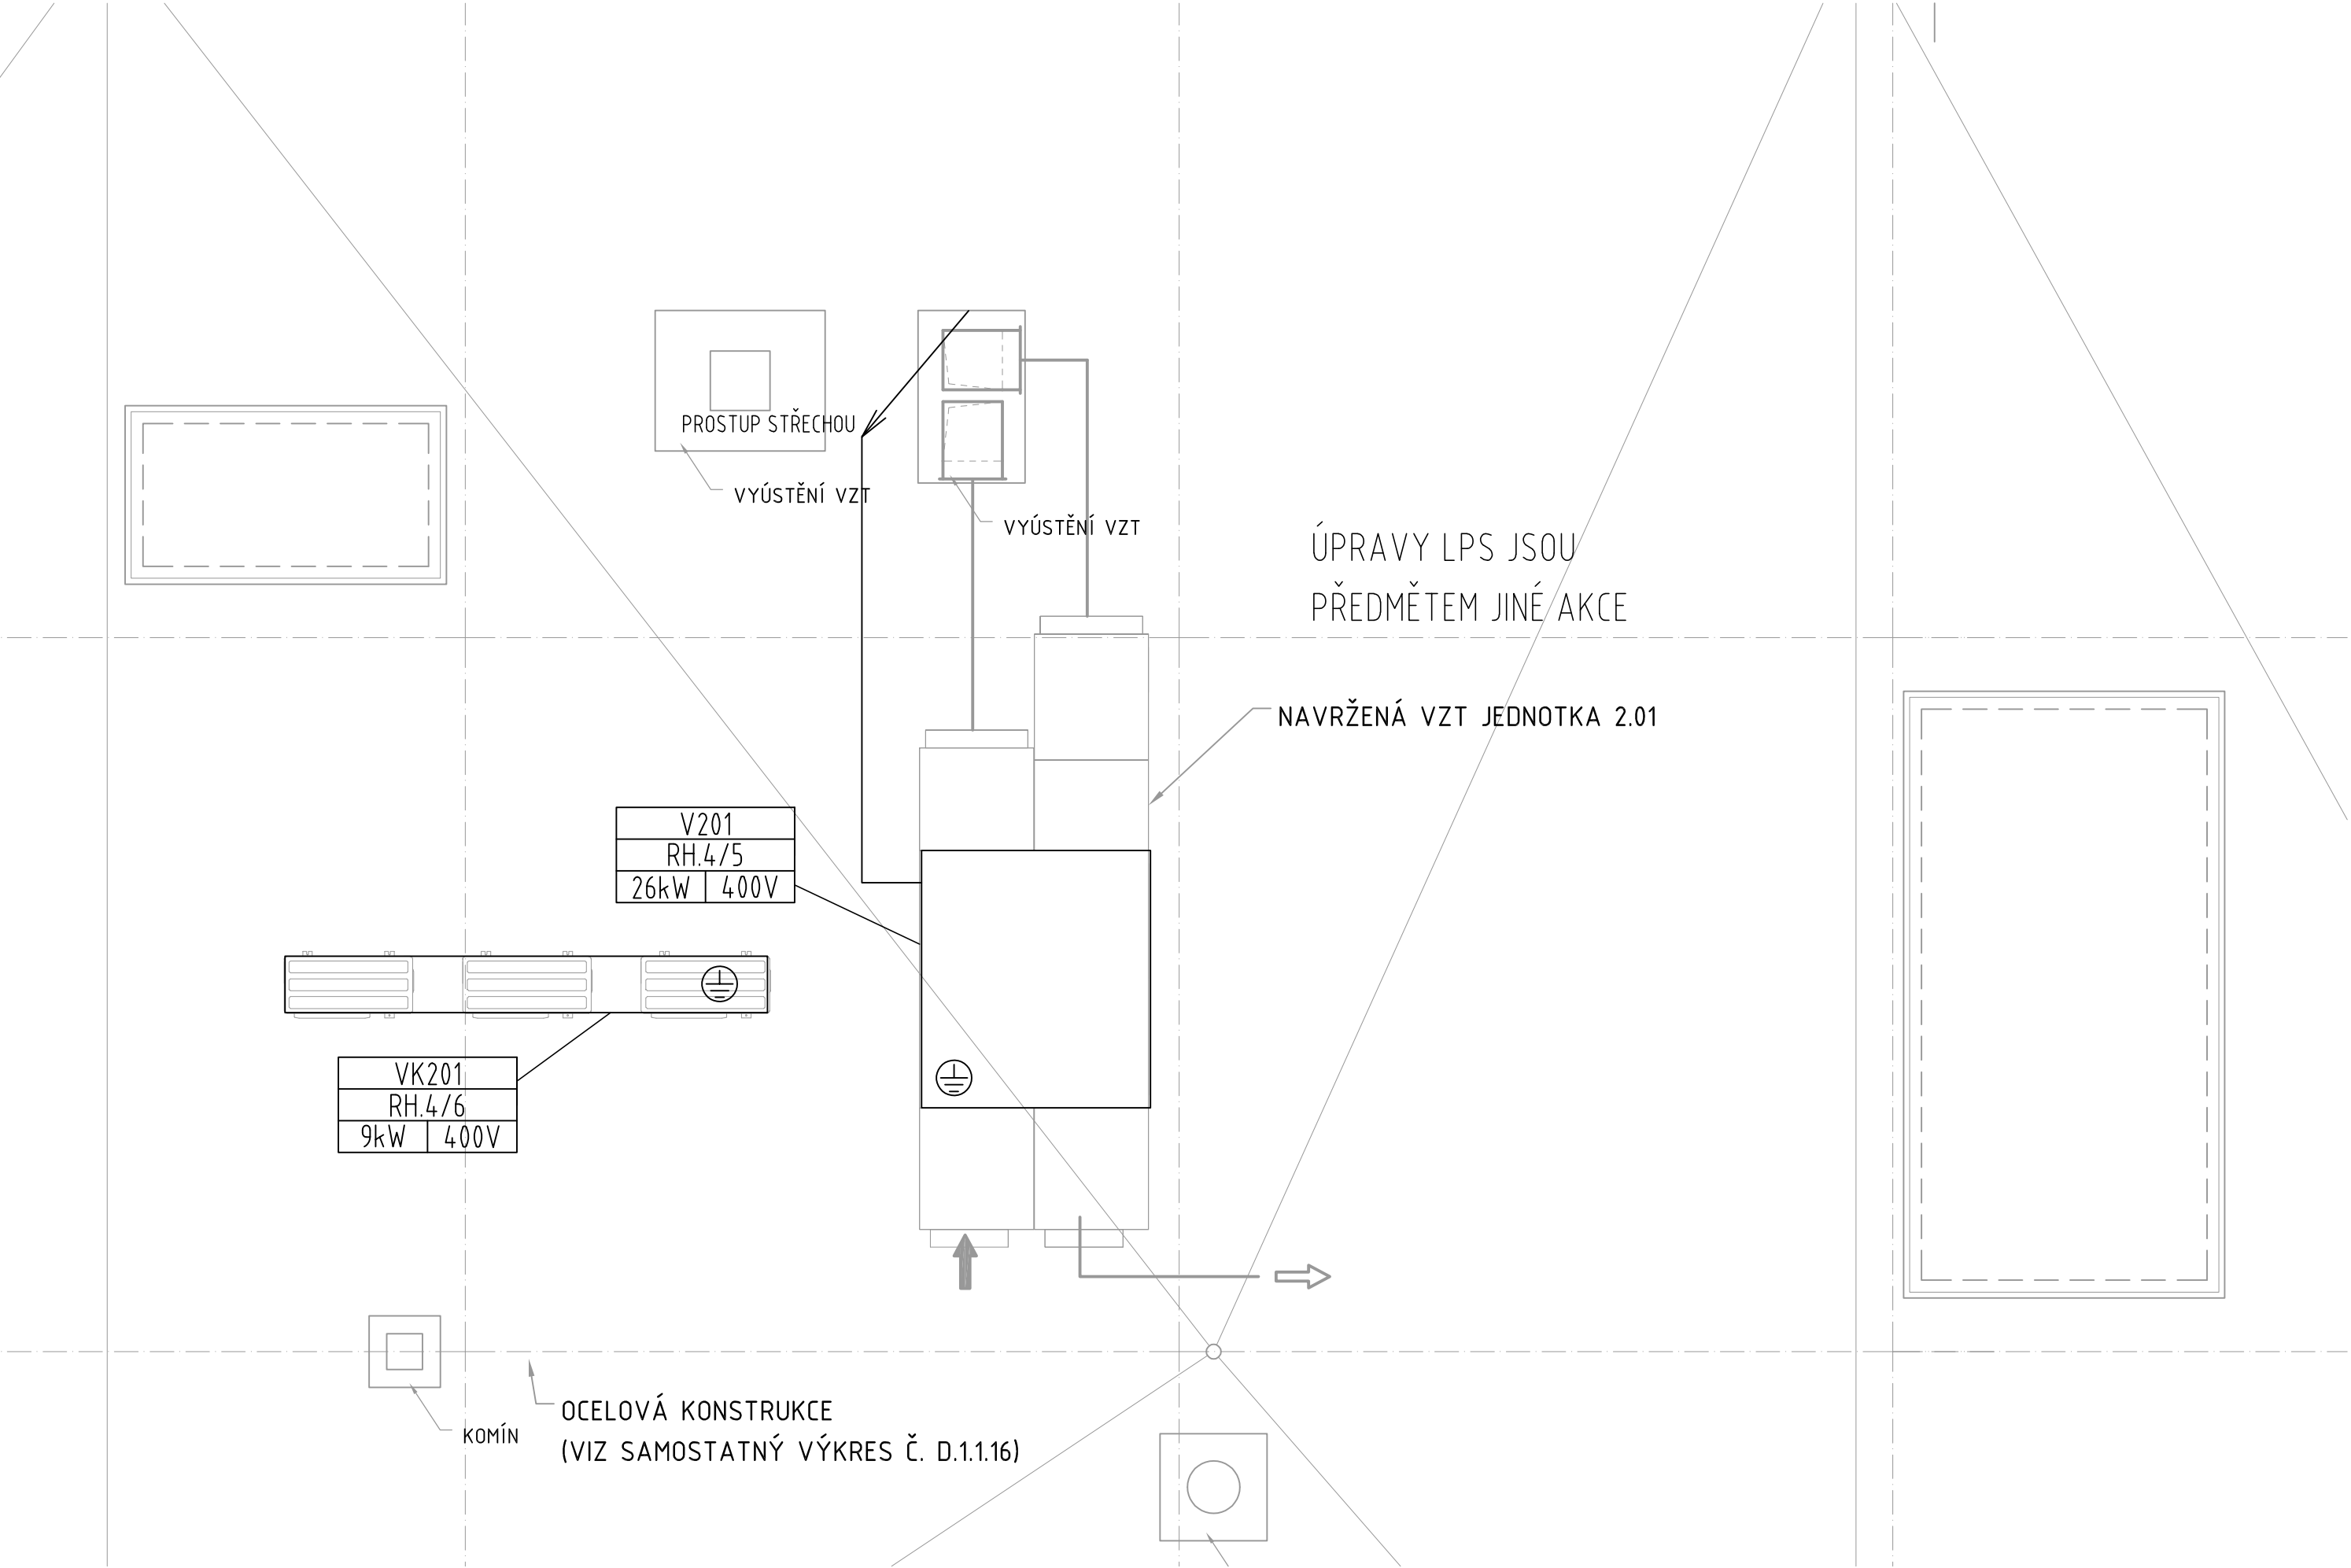 PROSTUP STŘECHOU
VYÚSTĚNÍ VZT
VYÚSTĚNÍ VZT
ÚPRAVY LPS JSOU
PŘEDMĚTEM JINÉ AKCE
NAVRŽENÁ VZT JEDNOTKA 2.01
V201
RH.4/5
26kW 400V
VK201
RH.4/6
9kW 400V
OCELOVÁ KONSTRUKCE
(VIZ SAMOSTATNÝ VÝKRES Č. D.1.1.16)
KOMÍN